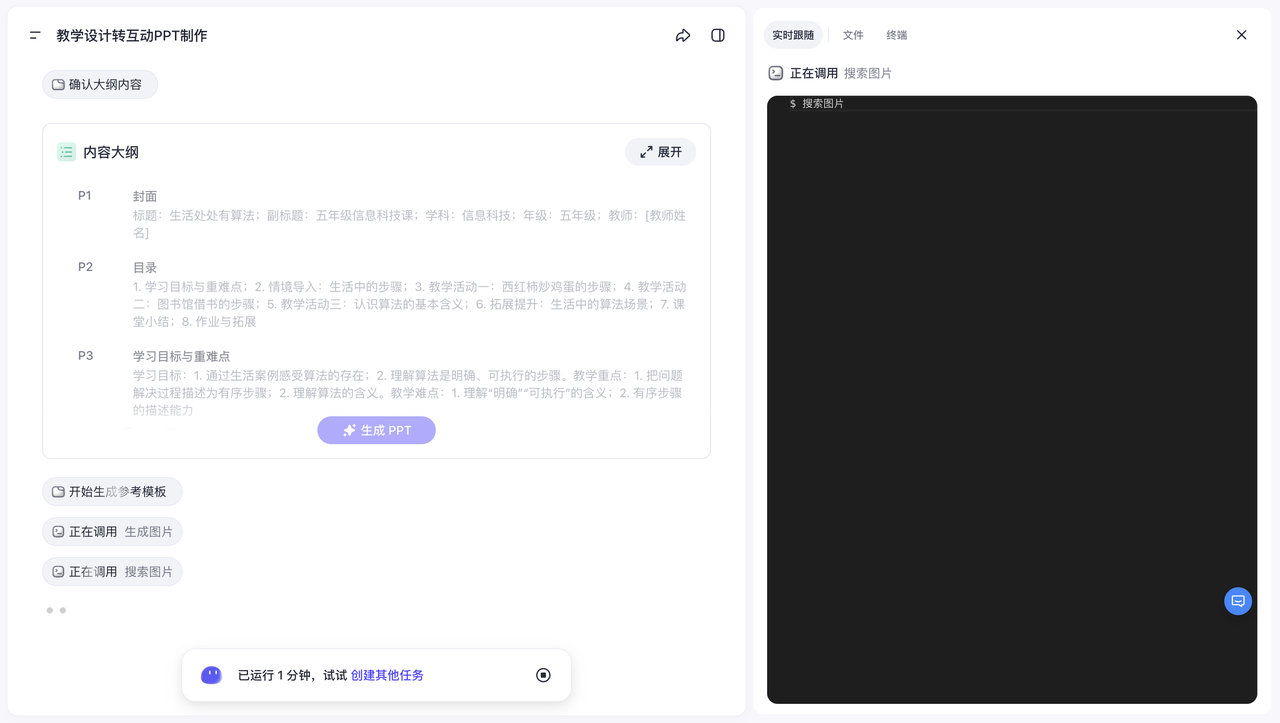 教学设计转互动PPT制作
确认大纲内容
内容大纲
展开
P1
封面
标题：生活处处有算法；副标题：五年级信息科技课；学科：信息科技；年级：五年级；教师：[教师姓
名]
P2
目录
1. 学习目标与重难点；2. 情境导入：生活中的步骤；3. 教学活动一：西红柿炒鸡蛋的步骤；4. 教学活动
二：图书馆借书的步骤；5. 教学活动三：认识算法的基本含义；6. 拓展提升：生活中的算法场景；7. 课
堂小结；8. 作业与拓展
P3
学习目标与重难点
学习目标：1. 通过生活案例感受算法的存在；2. 理解算法是明确、可执行的步骤。教学重点：1. 把问题
解决过程描述为有序步骤；2. 理解算法的含义。教学难点：1. 理解“明确”“可执行”的含义；2. 有序步骤
的描述能力
生成 PPT
开始生成参考模板
正在调用 生成图片
正在调用 搜索图片
已运行 1 分钟，试试 创建其他任务
实时跟随
文件
终端
正在调用 搜索图片
$ 搜索图片